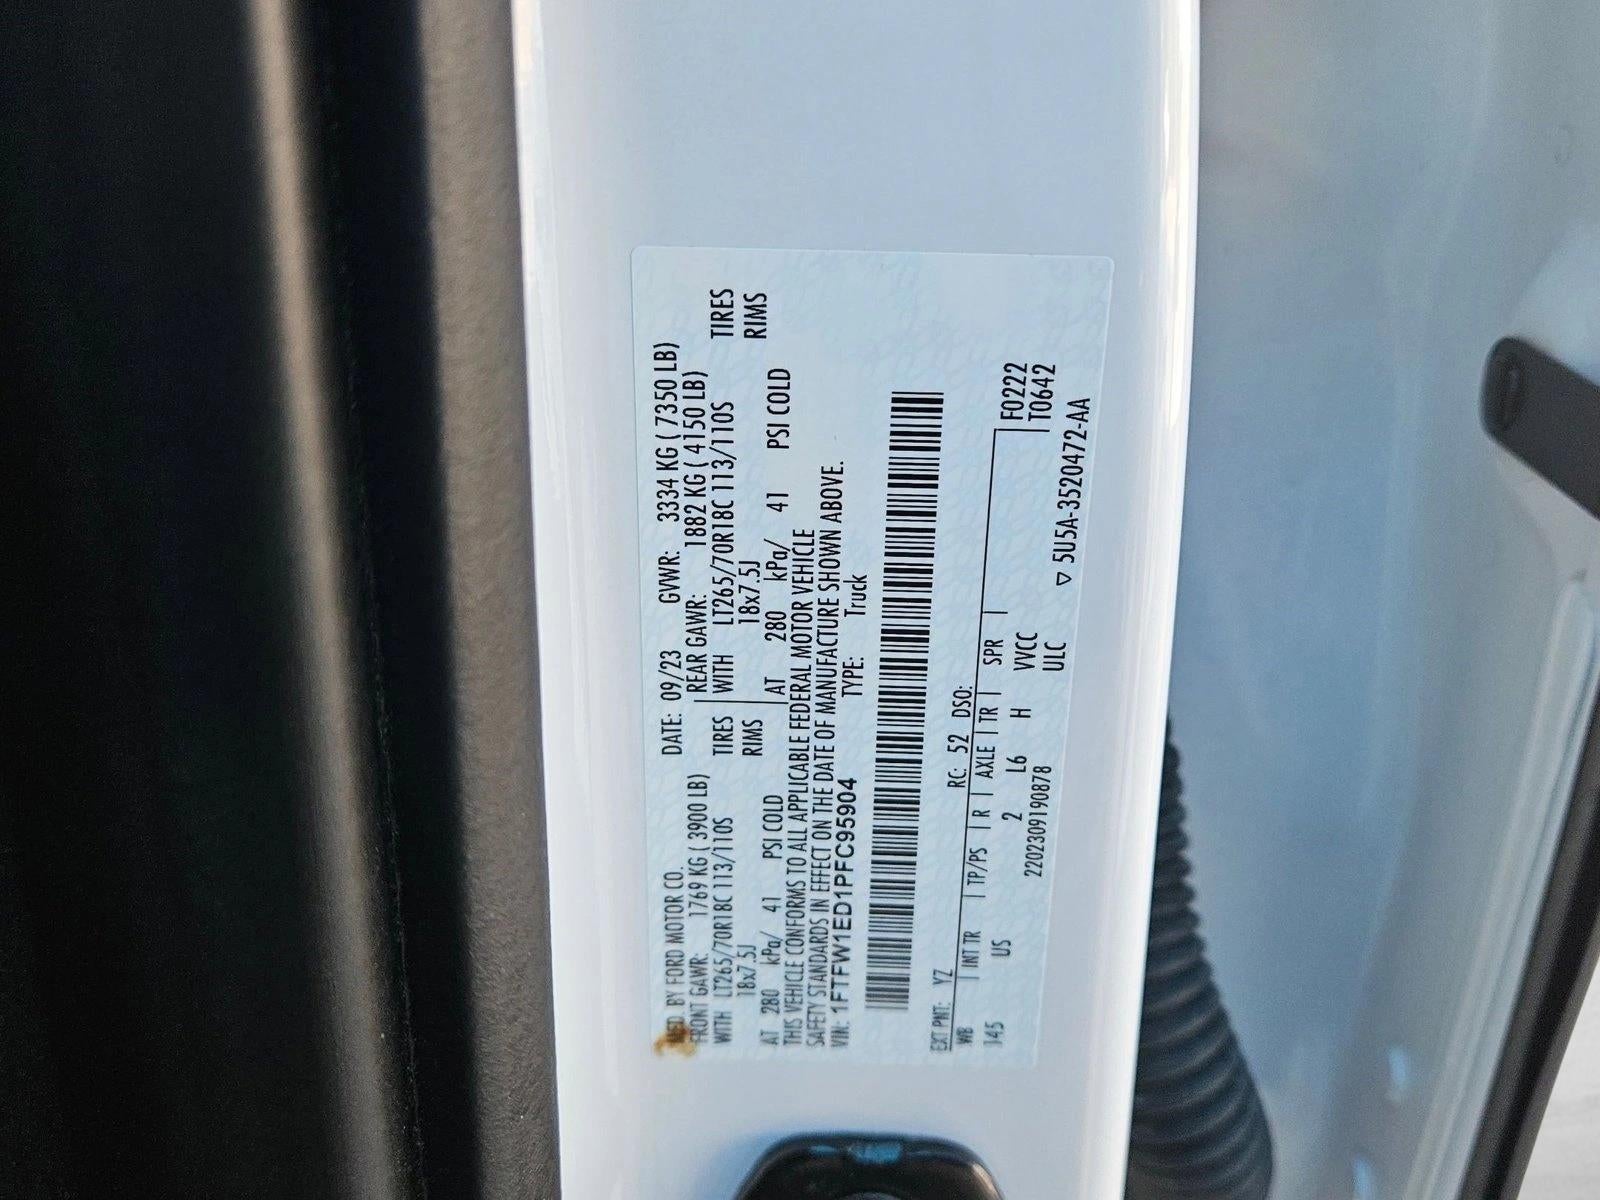 MFD. BY FORD MOTOR CO. DATE: 09/23 GVWR: 3334 KG ( 7350 LB)
FRONT GAWR: 1769 KG ( 3900 LB) REAR GAWR: 1882 KG ( 4150 LB)
WITH LT265/70R18C 113/110S TIRES WITH LT265/70R18C 113/110S TIRES
18x7.5J RIMS 18x7.5J RIMS
AT 280 kPa/ 41 PSI COLD AT 280 kPa/ 41 PSI COLD
THIS VEHICLE CONFORMS TO ALL APPLICABLE FEDERAL MOTOR VEHICLE
SAFETY STANDARDS IN EFFECT ON THE DATE OF MANUFACTURE SHOWN ABOVE.
VIN: 1FTFW1ED1PFC95904 TYPE: Truck
EXT PNT: YZ RC: 52 DSO:
WB INT TR TP/PS R AXLE TR SPR F0222
145 US 2 L6 H VVCC T0642
2202309190878 ULC
▽ 5U5A-3520472-AA